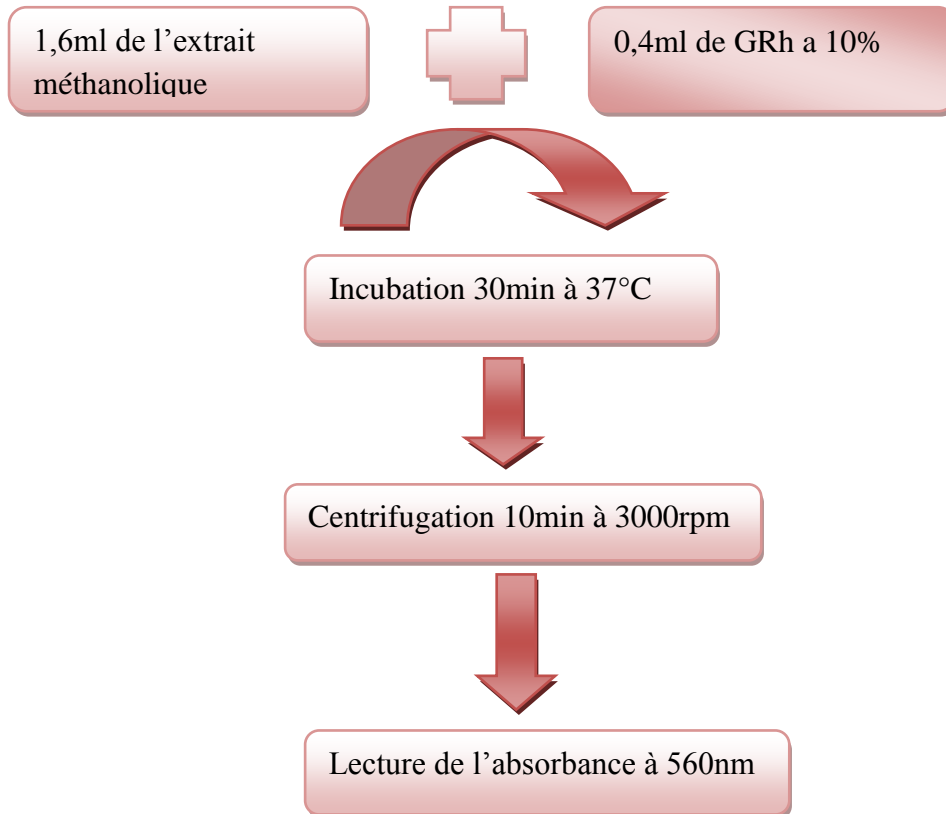 1,6ml de l’extrait
méthanolique
0,4ml de GRh a 10%
Incubation 30min à 37°C
Centrifugation 10min à 3000rpm
Lecture de l’absorbance à 560nm